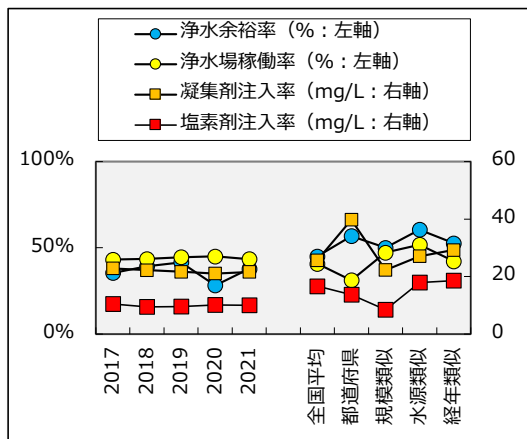 浄水余裕率（%：左軸）
浄水場稼働率（%：左軸）
凝集剤注入率（mg/L：右軸）
塩素剤注入率（mg/L：右軸）
100%
50%
0%
60
40
20
0
2017
2018
2019
2020
2021
全国平均
都道府県
規模類似
水源類似
経年類似